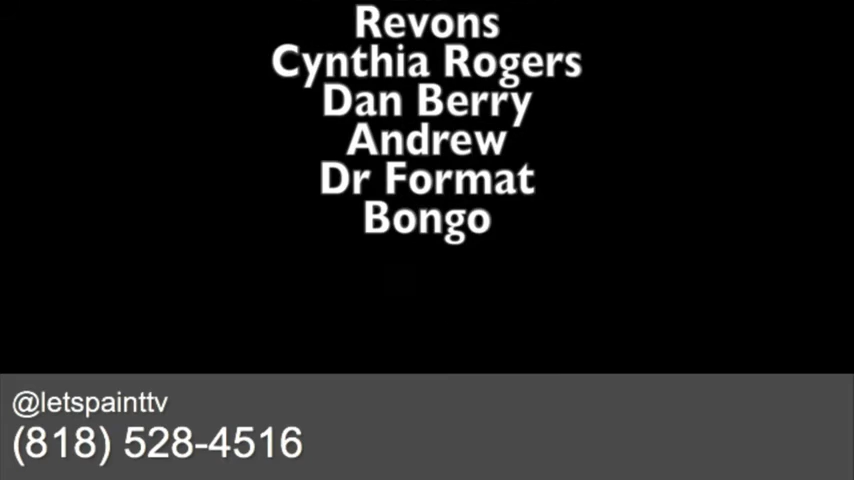 Revons
Cynthia Rogers
Dan Berry
Andrew
Dr Format
Bongo
@letspainttv
(818) 528-4516